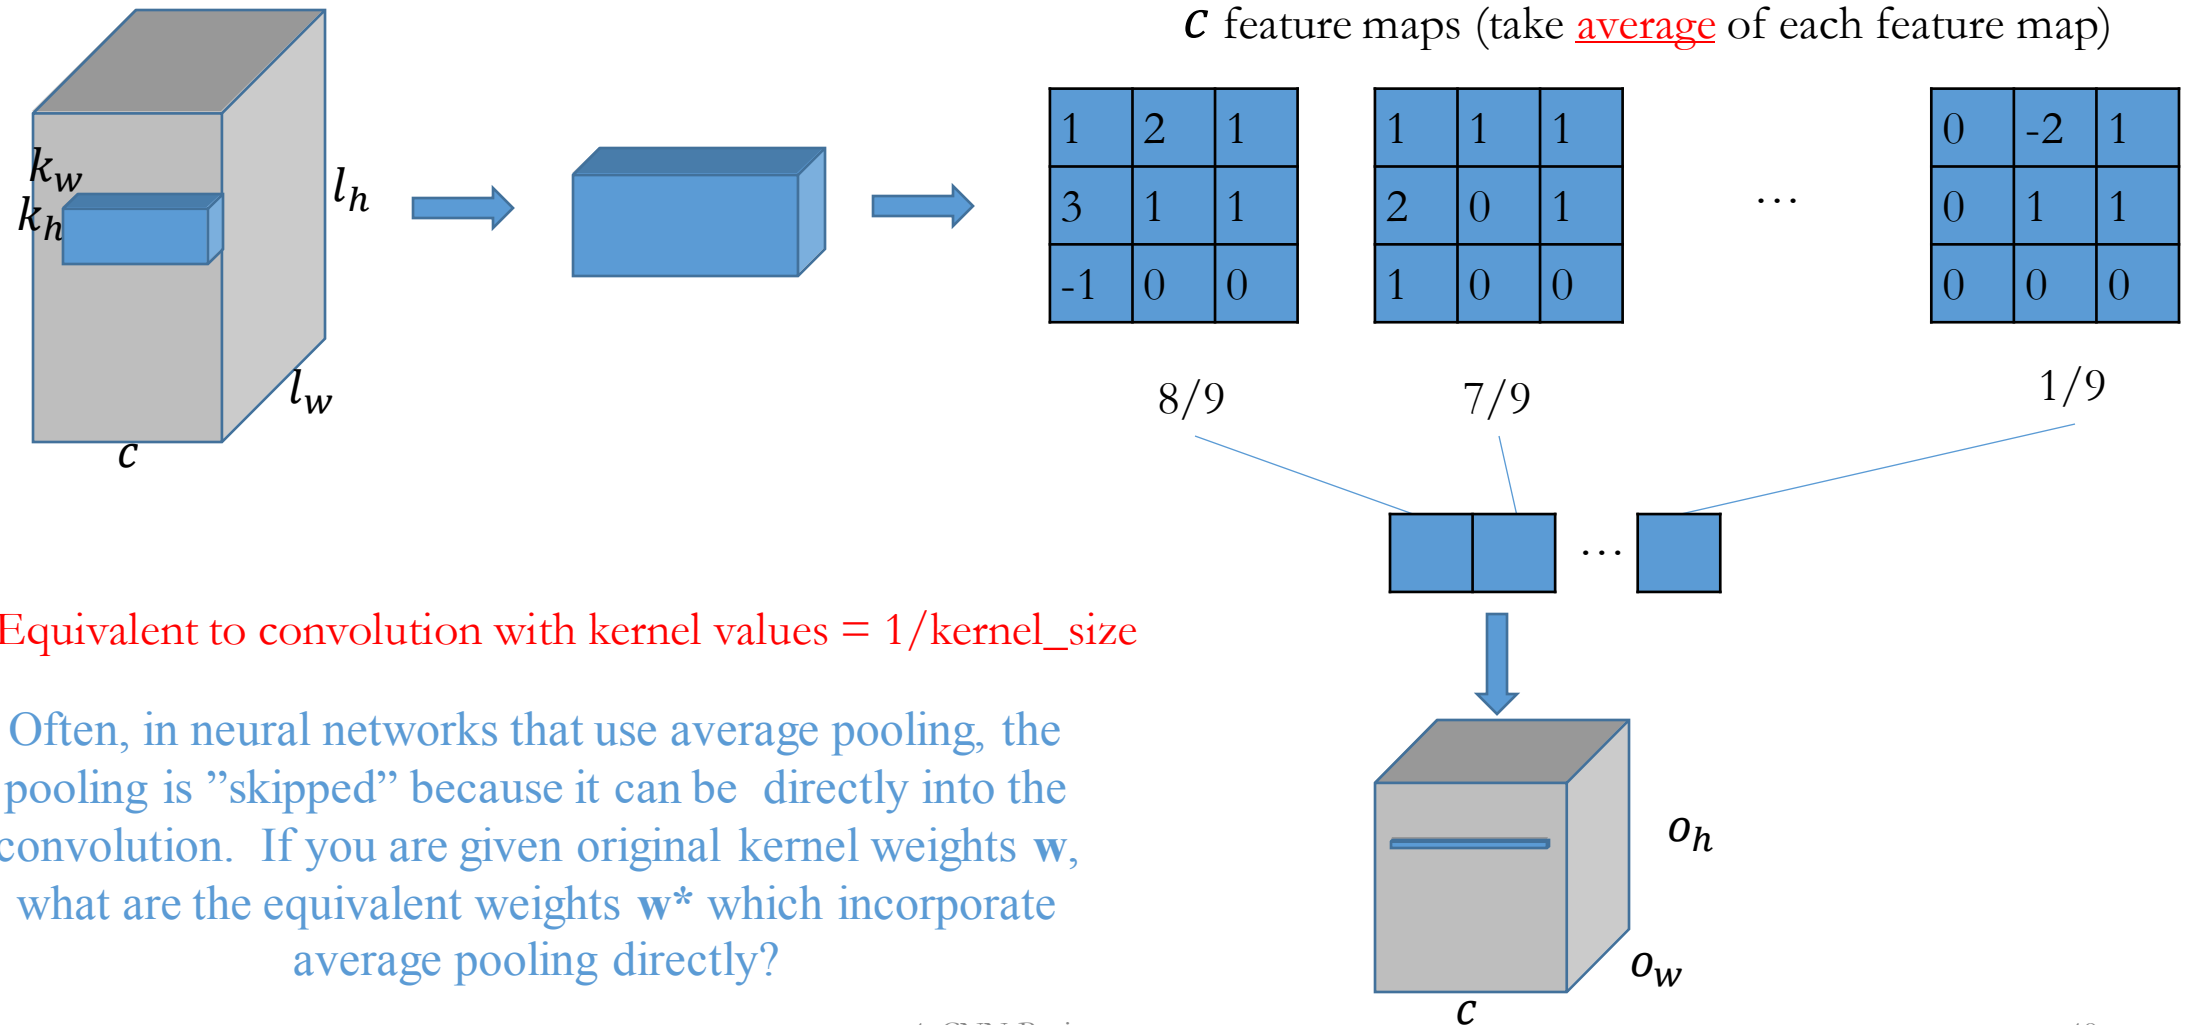 c feature maps (take average of each feature map)
k_w
k_h
l_h
l_w
c
1 2 1
3 1 1
-1 0 0
1 1 1
2 0 1
1 0 0
…
0 -2 1
0 1 1
0 0 0
8/9
7/9
1/9
…
Equivalent to convolution with kernel values = 1/kernel_size
Often, in neural networks that use average pooling, the
pooling is ”skipped” because it can be directly into the
convolution. If you are given original kernel weights w,
what are the equivalent weights w* which incorporate
average pooling directly?
o_h
o_w
c